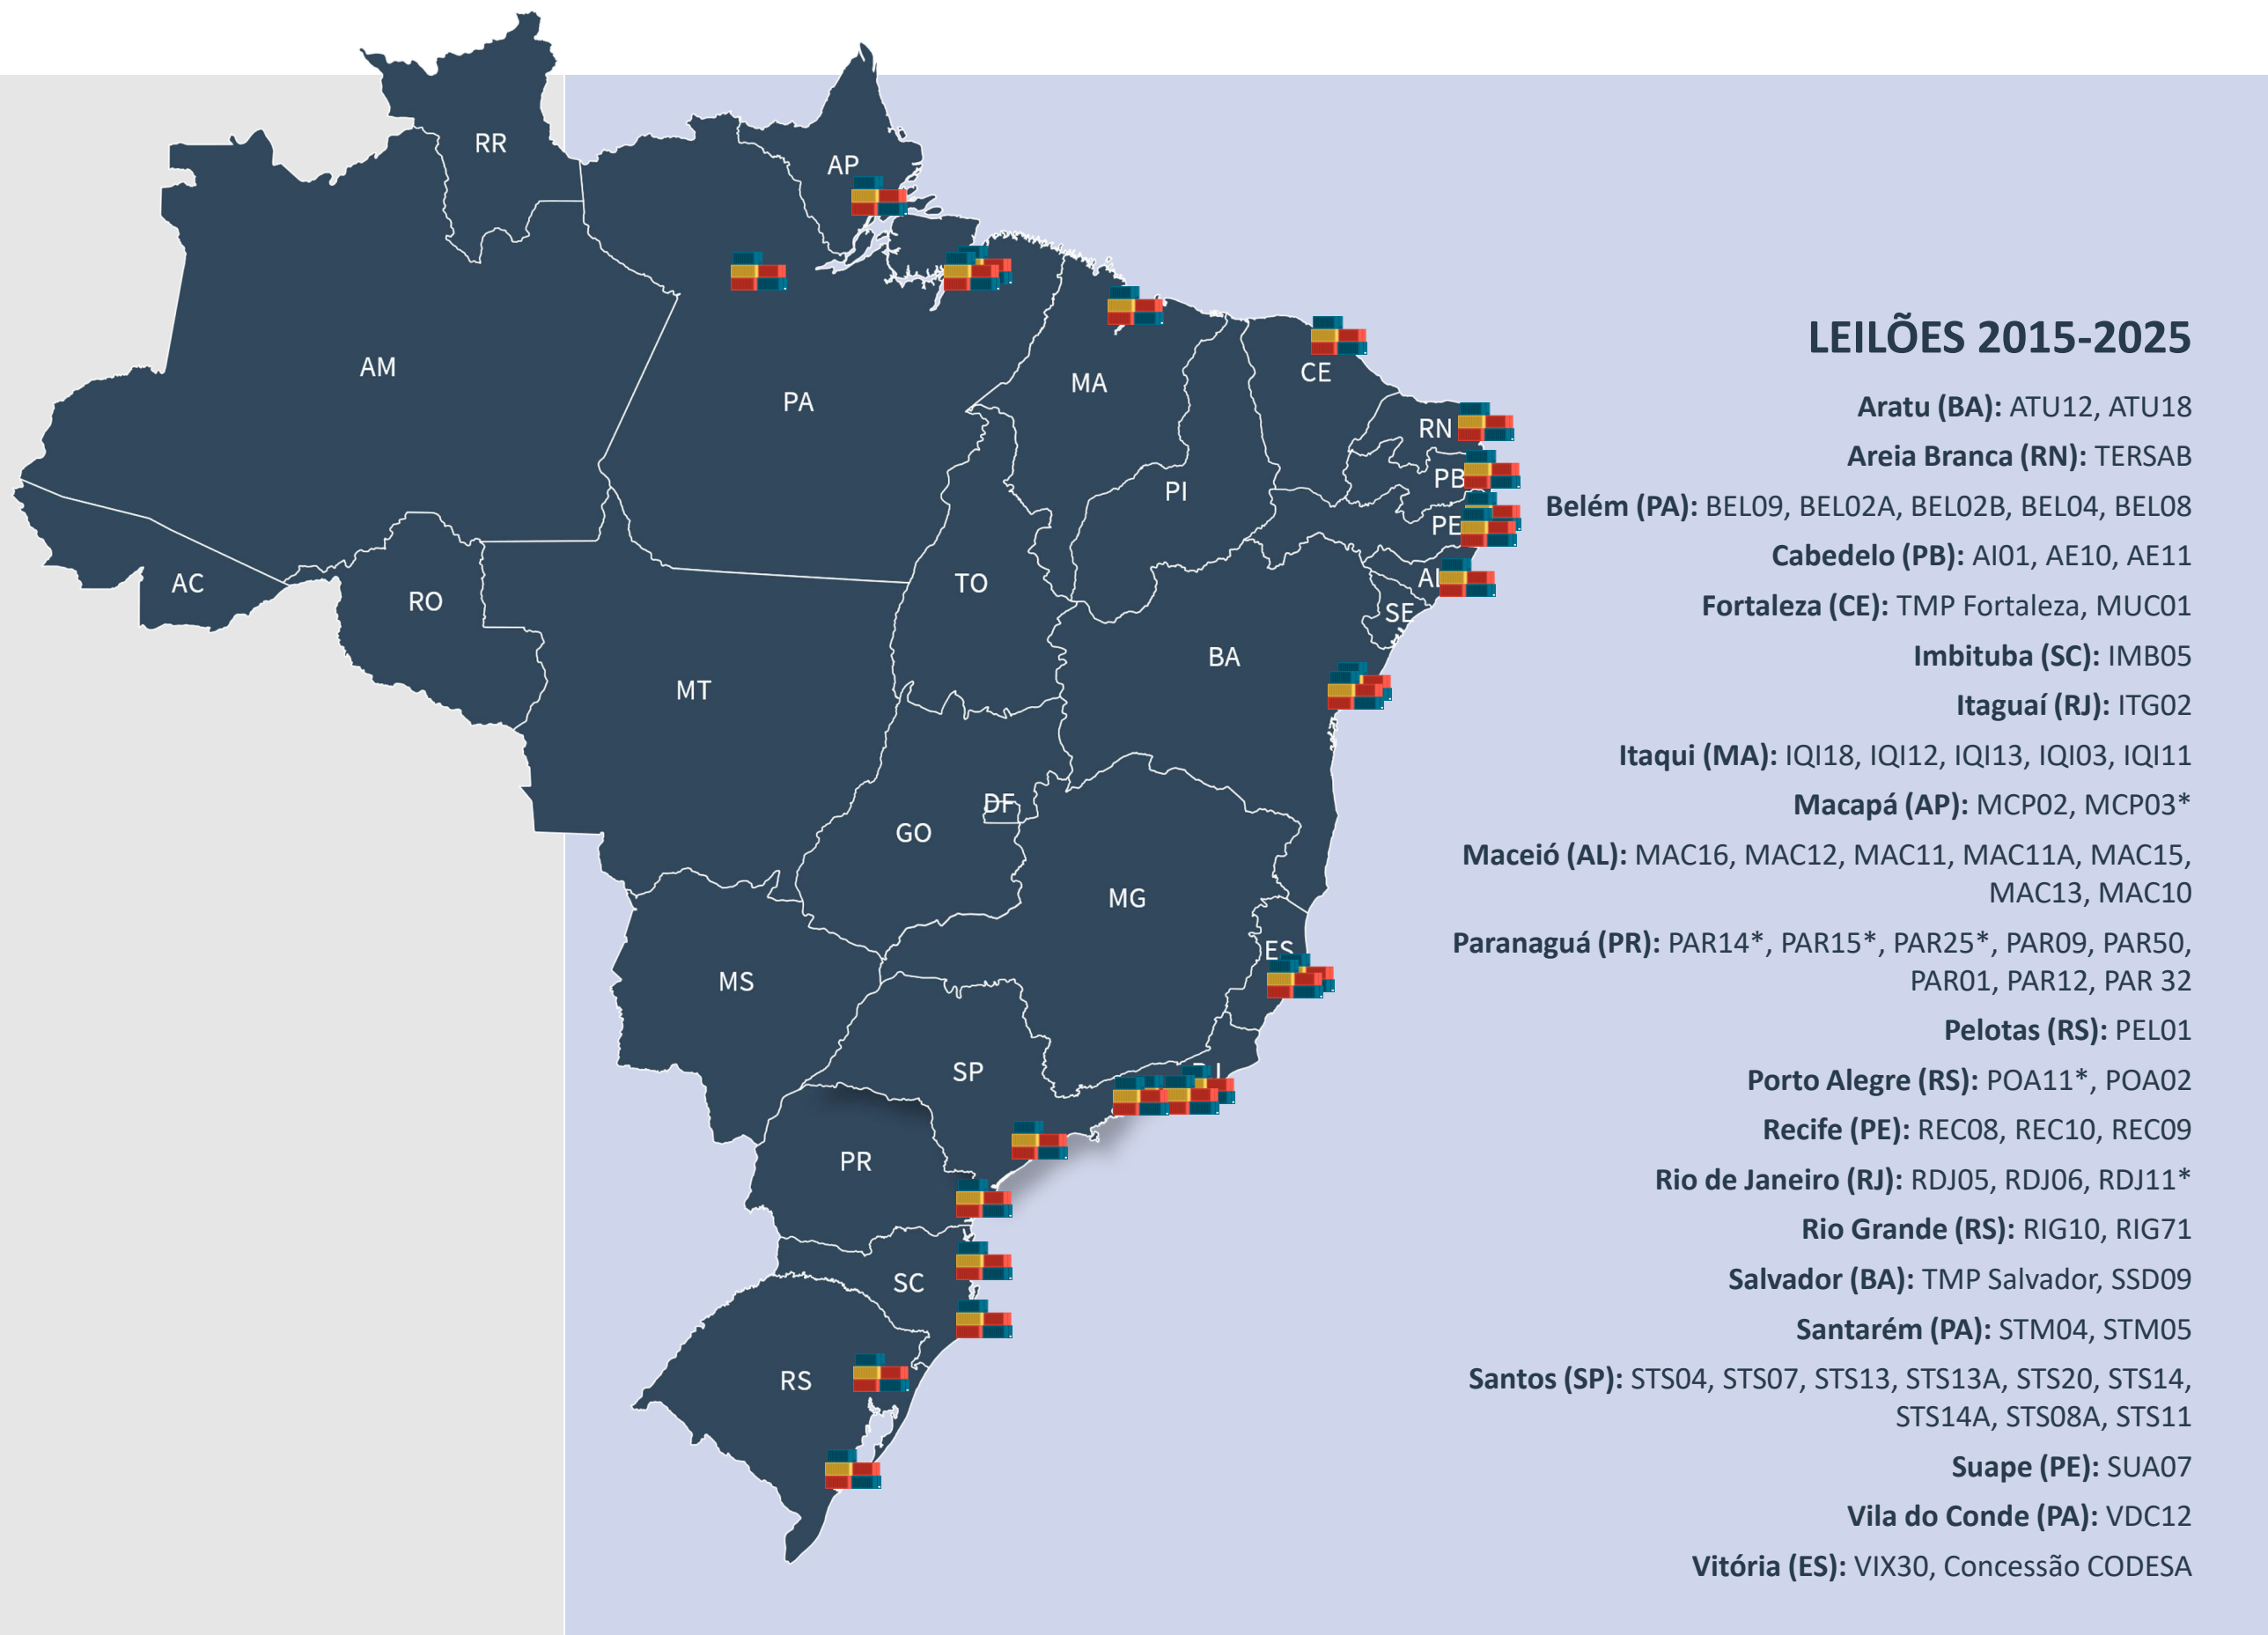 RR
AP
AM
PA
MA
CE
RN
PB
PI
PE
AC
RO
TO
AL
SE
BA
MT
DF
GO
MG
ES
MS
SP
RJ
PR
SC
RS
LEILÕES 2015-2025
Aratu (BA): ATU12, ATU18
Areia Branca (RN): TERSAB
Belém (PA): BEL09, BEL02A, BEL02B, BEL04, BEL08
Cabedelo (PB): AI01, AE10, AE11
Fortaleza (CE): TMP Fortaleza, MUC01
Imbituba (SC): IMB05
Itaguaí (RJ): ITG02
Itaqui (MA): IQI18, IQI12, IQI13, IQI03, IQI11
Macapá (AP): MCP02, MCP03*
Maceió (AL): MAC16, MAC12, MAC11, MAC11A, MAC15,
MAC13, MAC10
Paranaguá (PR): PAR14*, PAR15*, PAR25*, PAR09, PAR50,
PAR01, PAR12, PAR 32
Pelotas (RS): PEL01
Porto Alegre (RS): POA11*, POA02
Recife (PE): REC08, REC10, REC09
Rio de Janeiro (RJ): RDJ05, RDJ06, RDJ11*
Rio Grande (RS): RIG10, RIG71
Salvador (BA): TMP Salvador, SSD09
Santarém (PA): STM04, STM05
Santos (SP): STS04, STS07, STS13, STS13A, STS20, STS14,
STS14A, STS08A, STS11
Suape (PE): SUA07
Vila do Conde (PA): VDC12
Vitória (ES): VIX30, Concessão CODESA